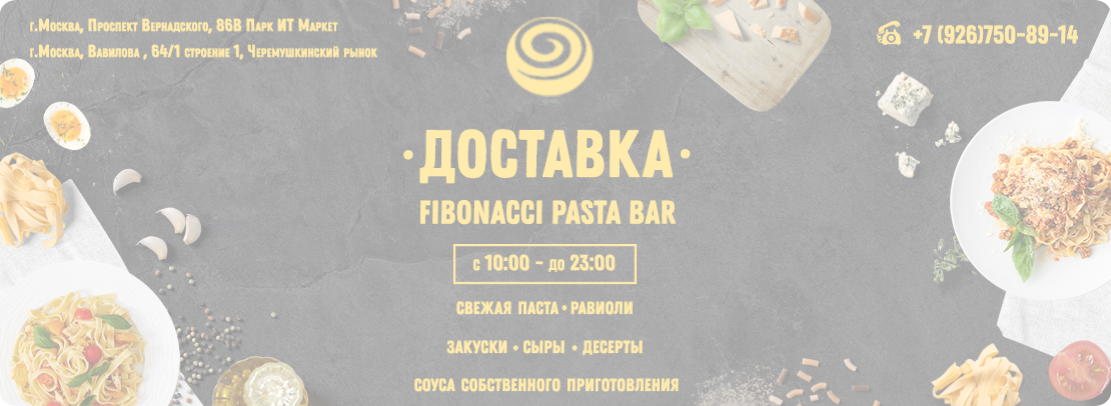 г.Москва, Проспект Вернадского, 86В Парк ИТ Маркет
г.Москва, Вавилова , 64/1 строение 1, Черемушкинский рынок
+7 (926)750-89-14
•ДОСТАВКА•
FIBONACCI PASTA BAR
с 10:00 - до 23:00
СВЕЖАЯ ПАСТА • РАВИОЛИ
ЗАКУСКИ • СЫРЫ • ДЕСЕРТЫ
СОУСА СОБСТВЕННОГО ПРИГОТОВЛЕНИЯ